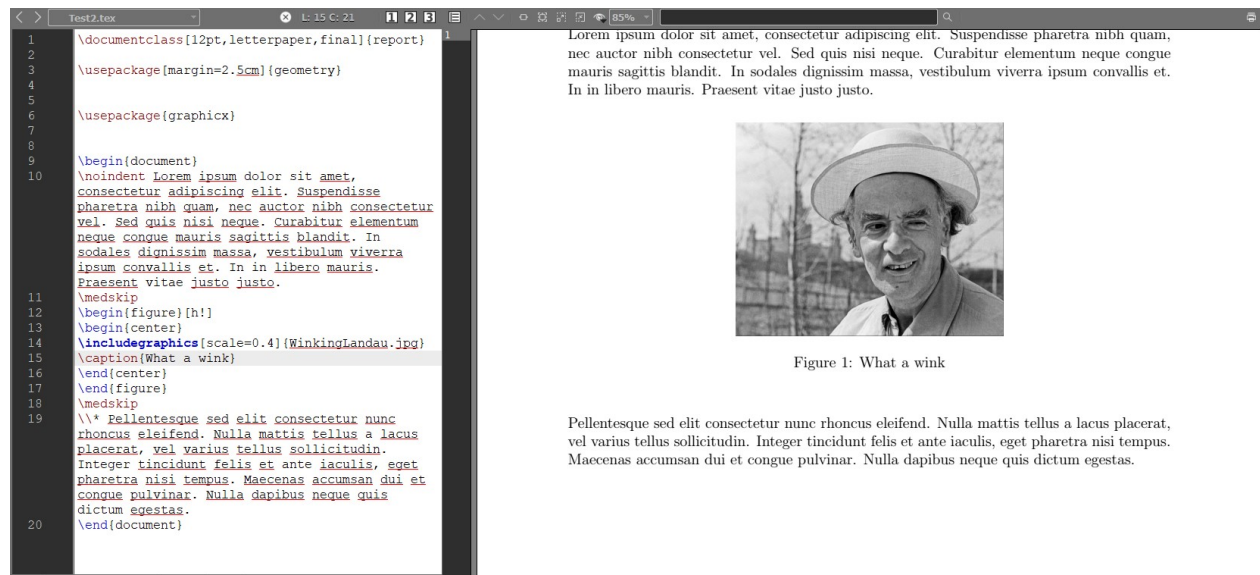 Test2.tex
L: 15 C: 21
1 2 3
85%
1 \documentclass[12pt,letterpaper,final]{report}
2
3 \usepackage[margin=2.5cm]{geometry}
4
5
6 \usepackage{graphicx}
7
8
9 \begin{document}
10 \noindent Lorem ipsum dolor sit amet,
consectetur adipiscing elit. Suspendisse
pharetra nibh quam, nec auctor nibh consectetur
vel. Sed quis nisi neque. Curabitur elementum
neque congue mauris sagittis blandit. In
sodales dignissim massa, vestibulum viverra
ipsum convallis et. In in libero mauris.
Praesent vitae justo justo.
11 \medskip
12 \begin{figure}[h!]
13 \begin{center}
14 \includegraphics[scale=0.4]{WinkingLandau.jpg}
15 \caption{What a wink}
16 \end{center}
17 \end{figure}
18 \medskip
19 \\* Pellentesque sed elit consectetur nunc
rhoncus eleifend. Nulla mattis tellus a lacus
placerat, vel varius tellus sollicitudin.
Integer tincidunt felis et ante iaculis, eget
pharetra nisi tempus. Maecenas accumsan dui et
congue pulvinar. Nulla dapibus neque quis
dictum egestas.
20 \end{document}
1
Lorem ipsum dolor sit amet, consectetur adipiscing elit. Suspendisse pharetra nibh quam,
nec auctor nibh consectetur vel. Sed quis nisi neque. Curabitur elementum neque congue
mauris sagittis blandit. In sodales dignissim massa, vestibulum viverra ipsum convallis et.
In in libero mauris. Praesent vitae justo justo.
Figure 1: What a wink
Pellentesque sed elit consectetur nunc rhoncus eleifend. Nulla mattis tellus a lacus placerat,
vel varius tellus sollicitudin. Integer tincidunt felis et ante iaculis, eget pharetra nisi tempus.
Maecenas accumsan dui et congue pulvinar. Nulla dapibus neque quis dictum egestas.